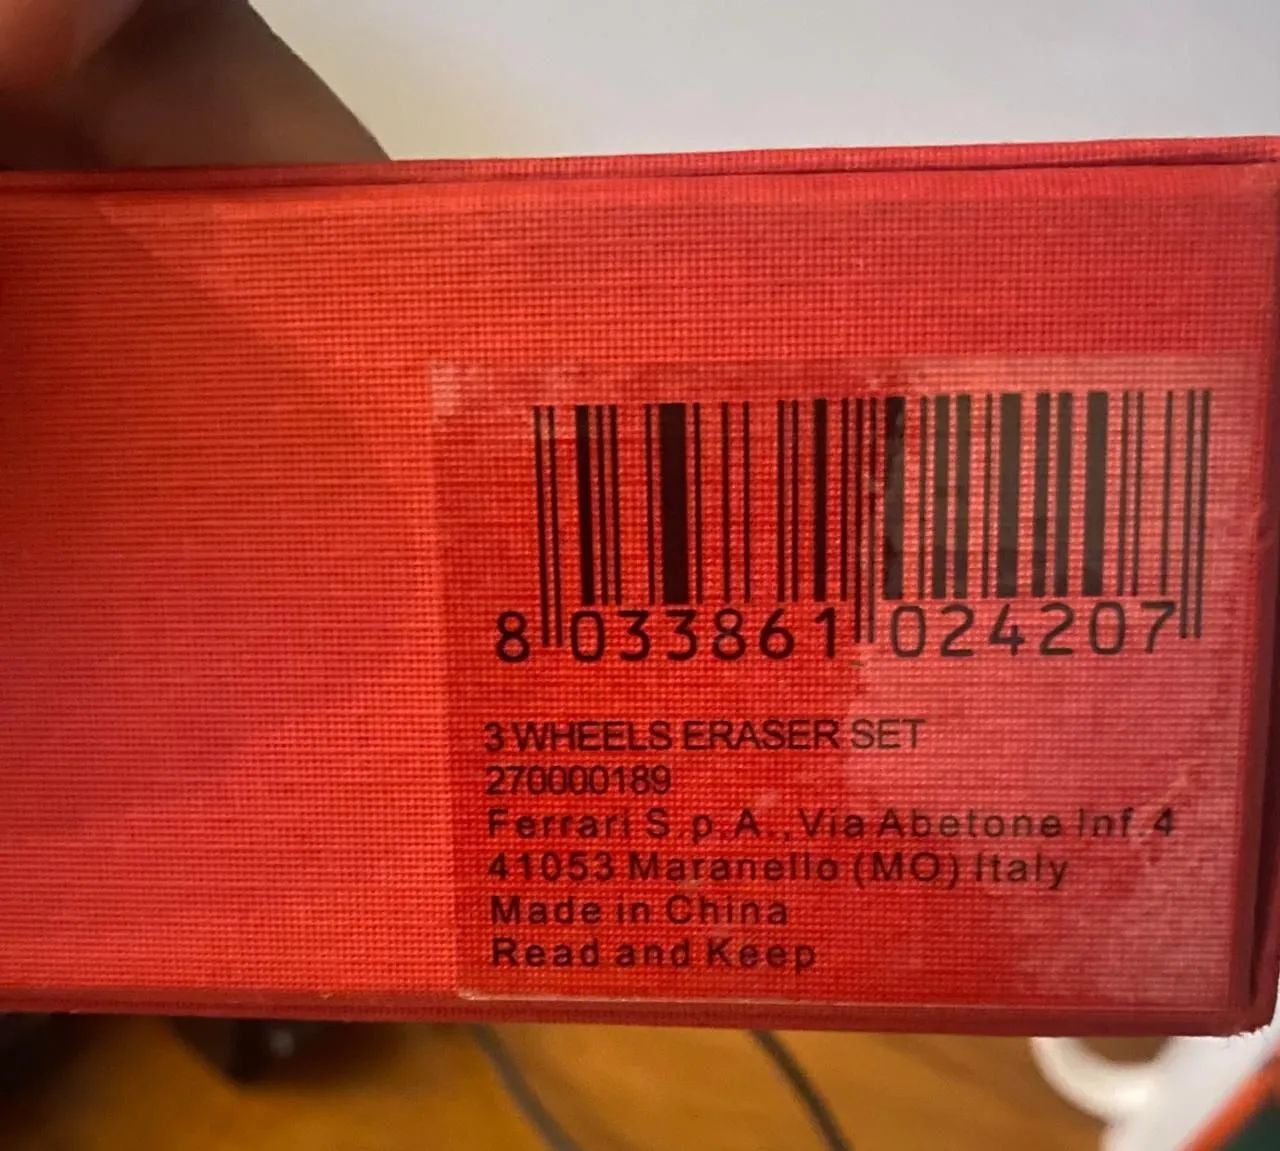 8 033861 024207
3 WHEELS ERASER SET
270000189
Ferrari S.p.A., Via Abetone Inf. 4
41053 Maranello (MO) Italy
Made in China
Read and Keep